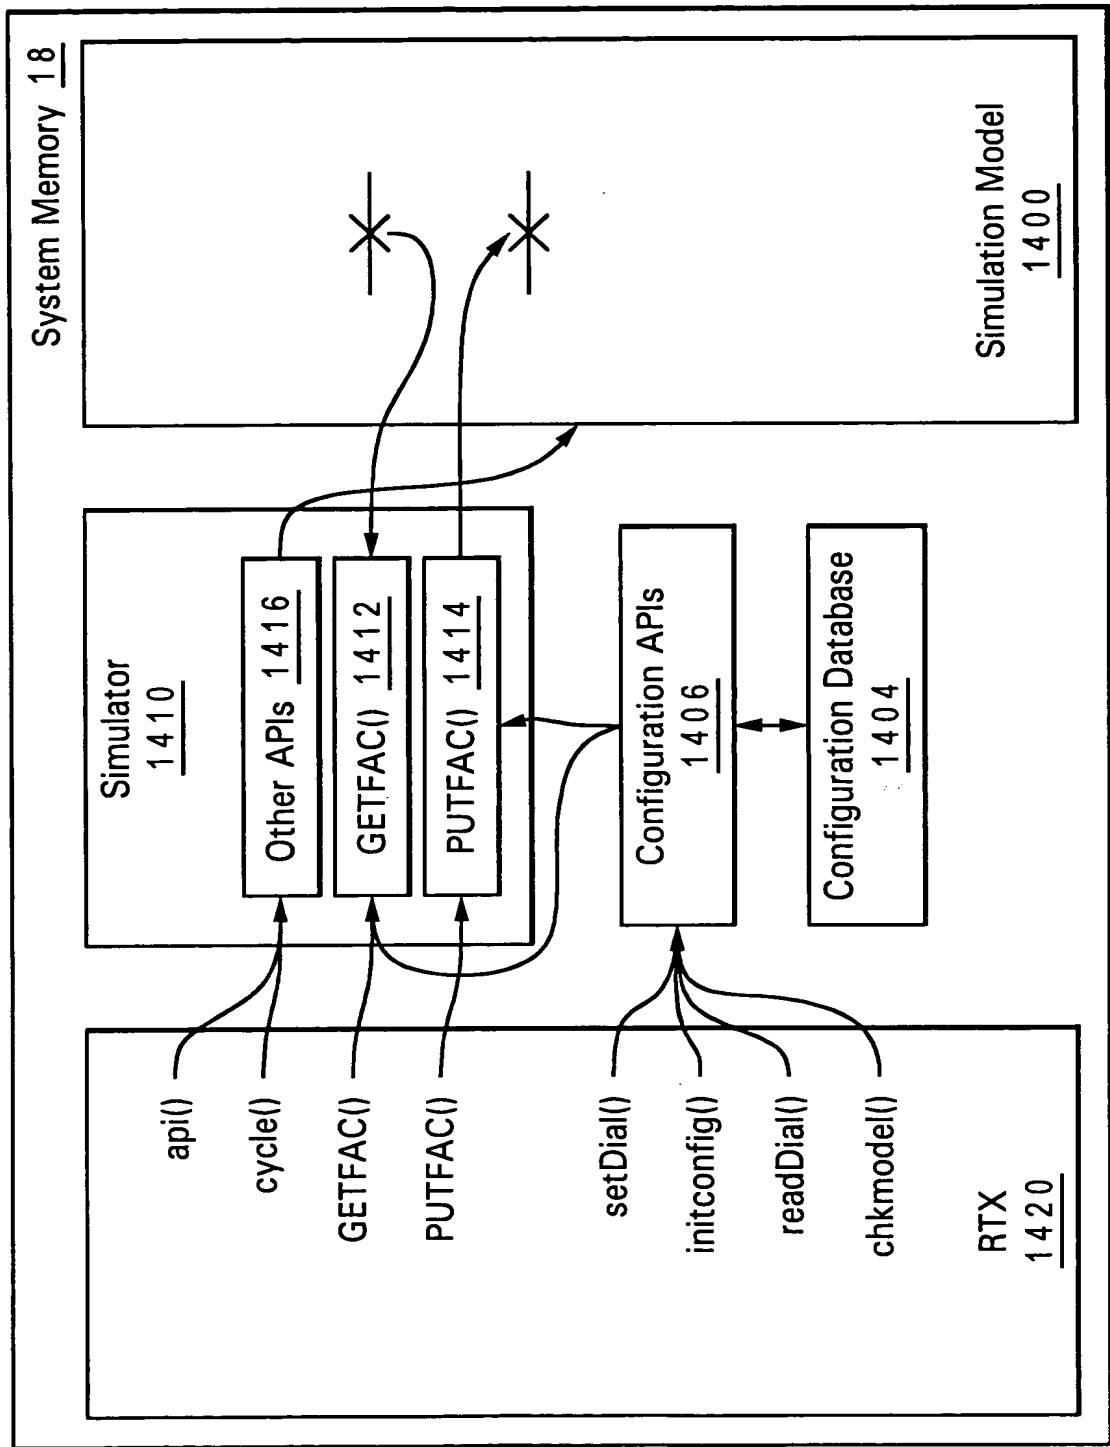 System Memory 18
RTX
1420
api()
cycle()
GETFAC()
PUTFAC()
setDial()
initconfig()
readDial()
chkmodel()
Simulator
1410
Other APIs 1416
GETFAC() 1412
PUTFAC() 1414
Configuration APIs
1406
Configuration Database
1404
Simulation Model
1400